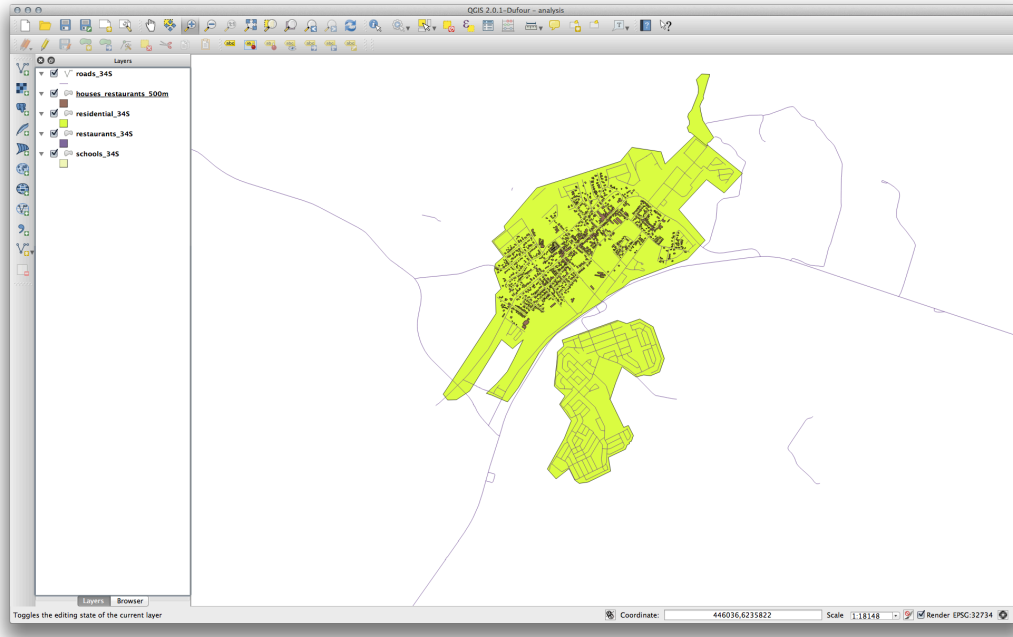 QGIS 2.0.1-Dufour - analysis
Layers
roads_34S
houses_restaurants_500m
residential_34S
restaurants_34S
schools_34S
Layers Browser
Toggles the editing state of the current layer Coordinate: 446036,6235822 Scale 1:18148 Render EPSG:32734